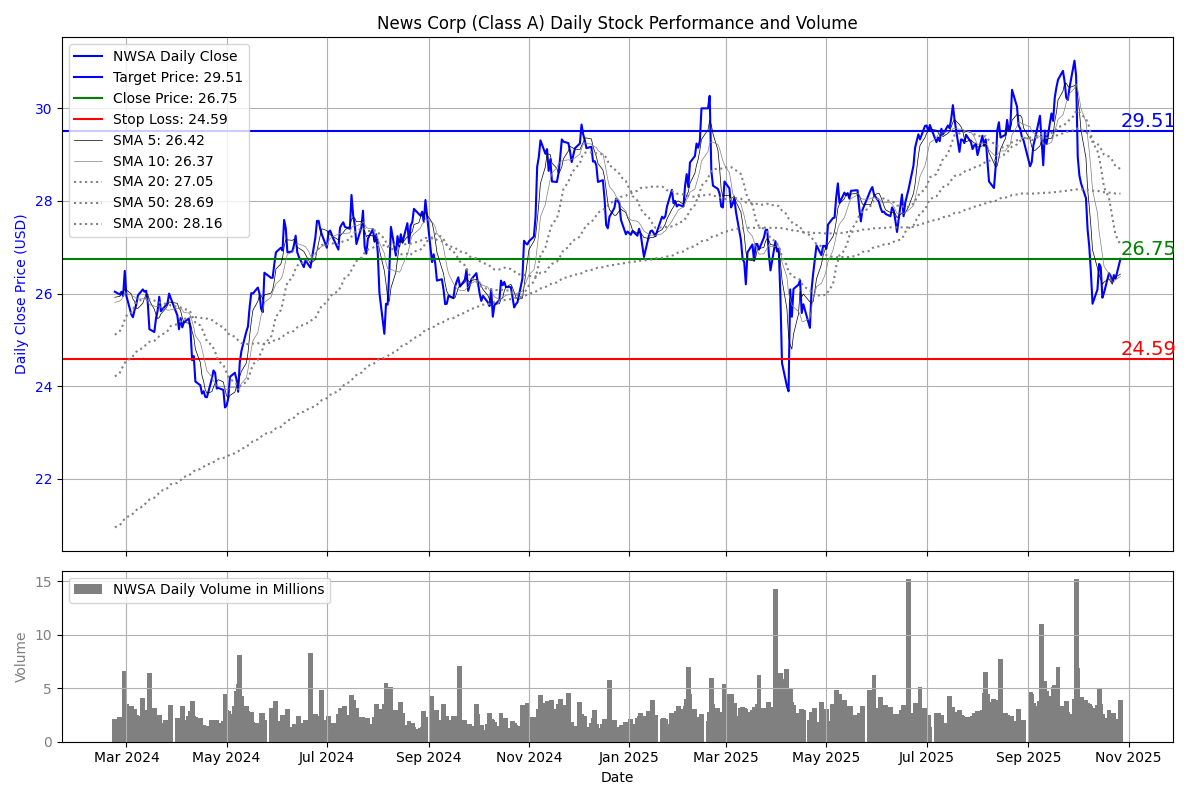 News Corp (Class A) Daily Stock Performance and Volume
NWSA Daily Close
Target Price: 29.51
Close Price: 26.75
Stop Loss: 24.59
SMA 5: 26.42
SMA 10: 26.37
SMA 20: 27.05
SMA 50: 28.69
SMA 200: 28.16
29.51
26.75
24.59
30
28
26
24
22
Daily Close Price (USD)
NWSA Daily Volume in Millions
15
10
5
0
Volume
Mar 2024 May 2024 Jul 2024 Sep 2024 Nov 2024 Jan 2025 Mar 2025 May 2025 Jul 2025 Sep 2025 Nov 2025
Date